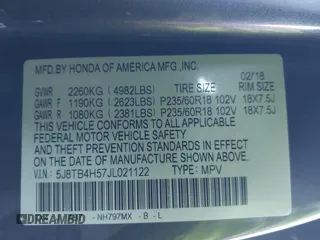 MFD.BY HONDA OF AMERICA MFG.,INC. 02/18
GVWR 2260KG (4982LBS) TIRE SIZE RIM SIZE
GAWR F 1190KG (2623LBS) P235/60R18 102V 18X7.5J
GAWR R 1080KG (2381LBS) P235/60R18 102V 18X7.5J
THIS VEHICLE CONFORMS TO ALL APPLICABLE FEDERAL MOTOR
VEHICLE SAFETY AND THEFT PREVENTION STANDARDS IN
EFFECT ON THE DATE OF MANUFACTURE SHOWN ABOVE.
V.I.N: 5J8TB4H57JL021122 TYPE: MPV
NH797MX - B - L
DREAMBID